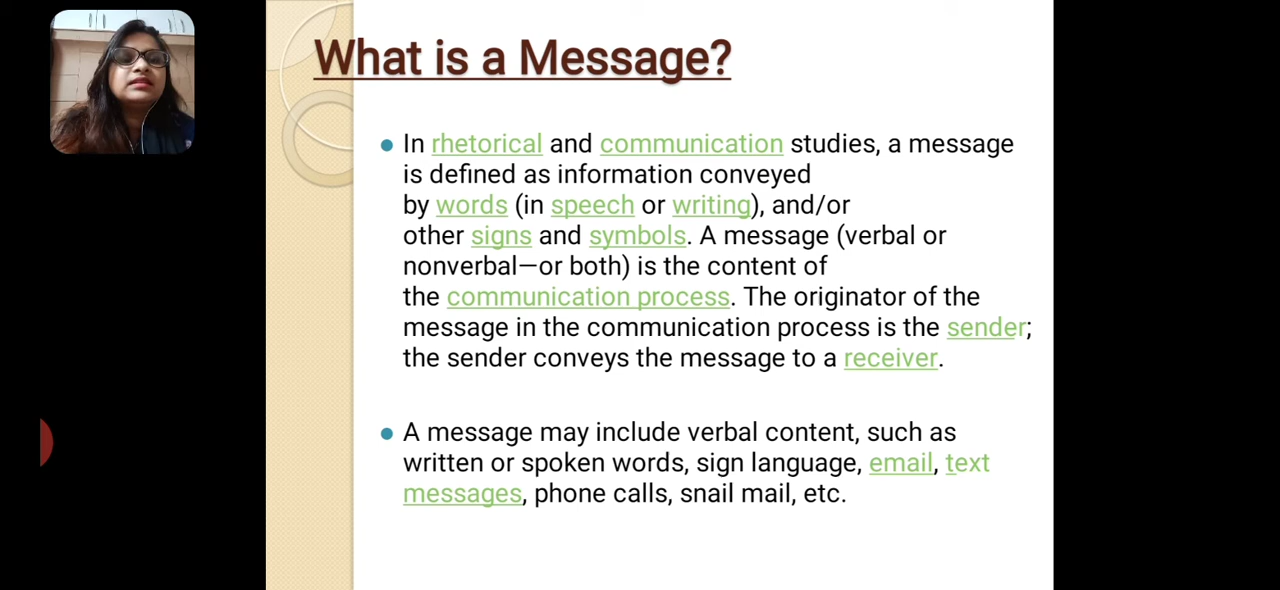 What is a Message?
In rhetorical and communication studies, a message
is defined as information conveyed
by words (in speech or writing), and/or
other signs and symbols. A message (verbal or
nonverbal—or both) is the content of
the communication process. The originator of the
message in the communication process is the sender;
the sender conveys the message to a receiver.
A message may include verbal content, such as
written or spoken words, sign language, email, text
messages, phone calls, snail mail, etc.